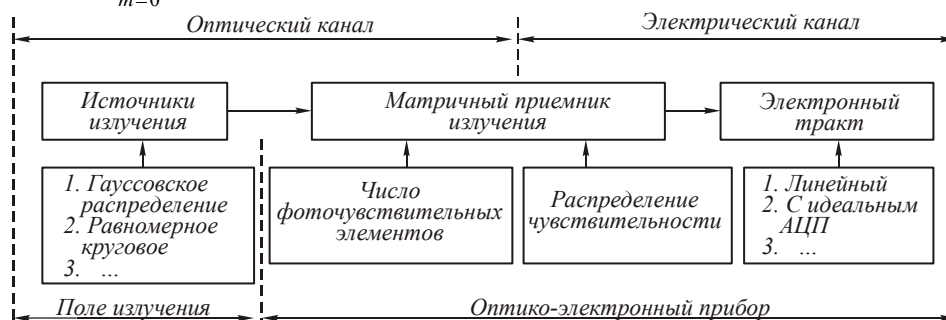 m=0
Оптический канал
Электрический канал
Источники
излучения
Матричный приемник
излучения
Электронный
тракт
1. Гауссовское
распределение
2. Равномерное
круговое
3. ...
Число
фоточувствительных
элементов
Распределение
чувствительности
1. Линейный
2. С идеальным
АЦП
3. ...
Поле излучения
Оптико-электронный прибор